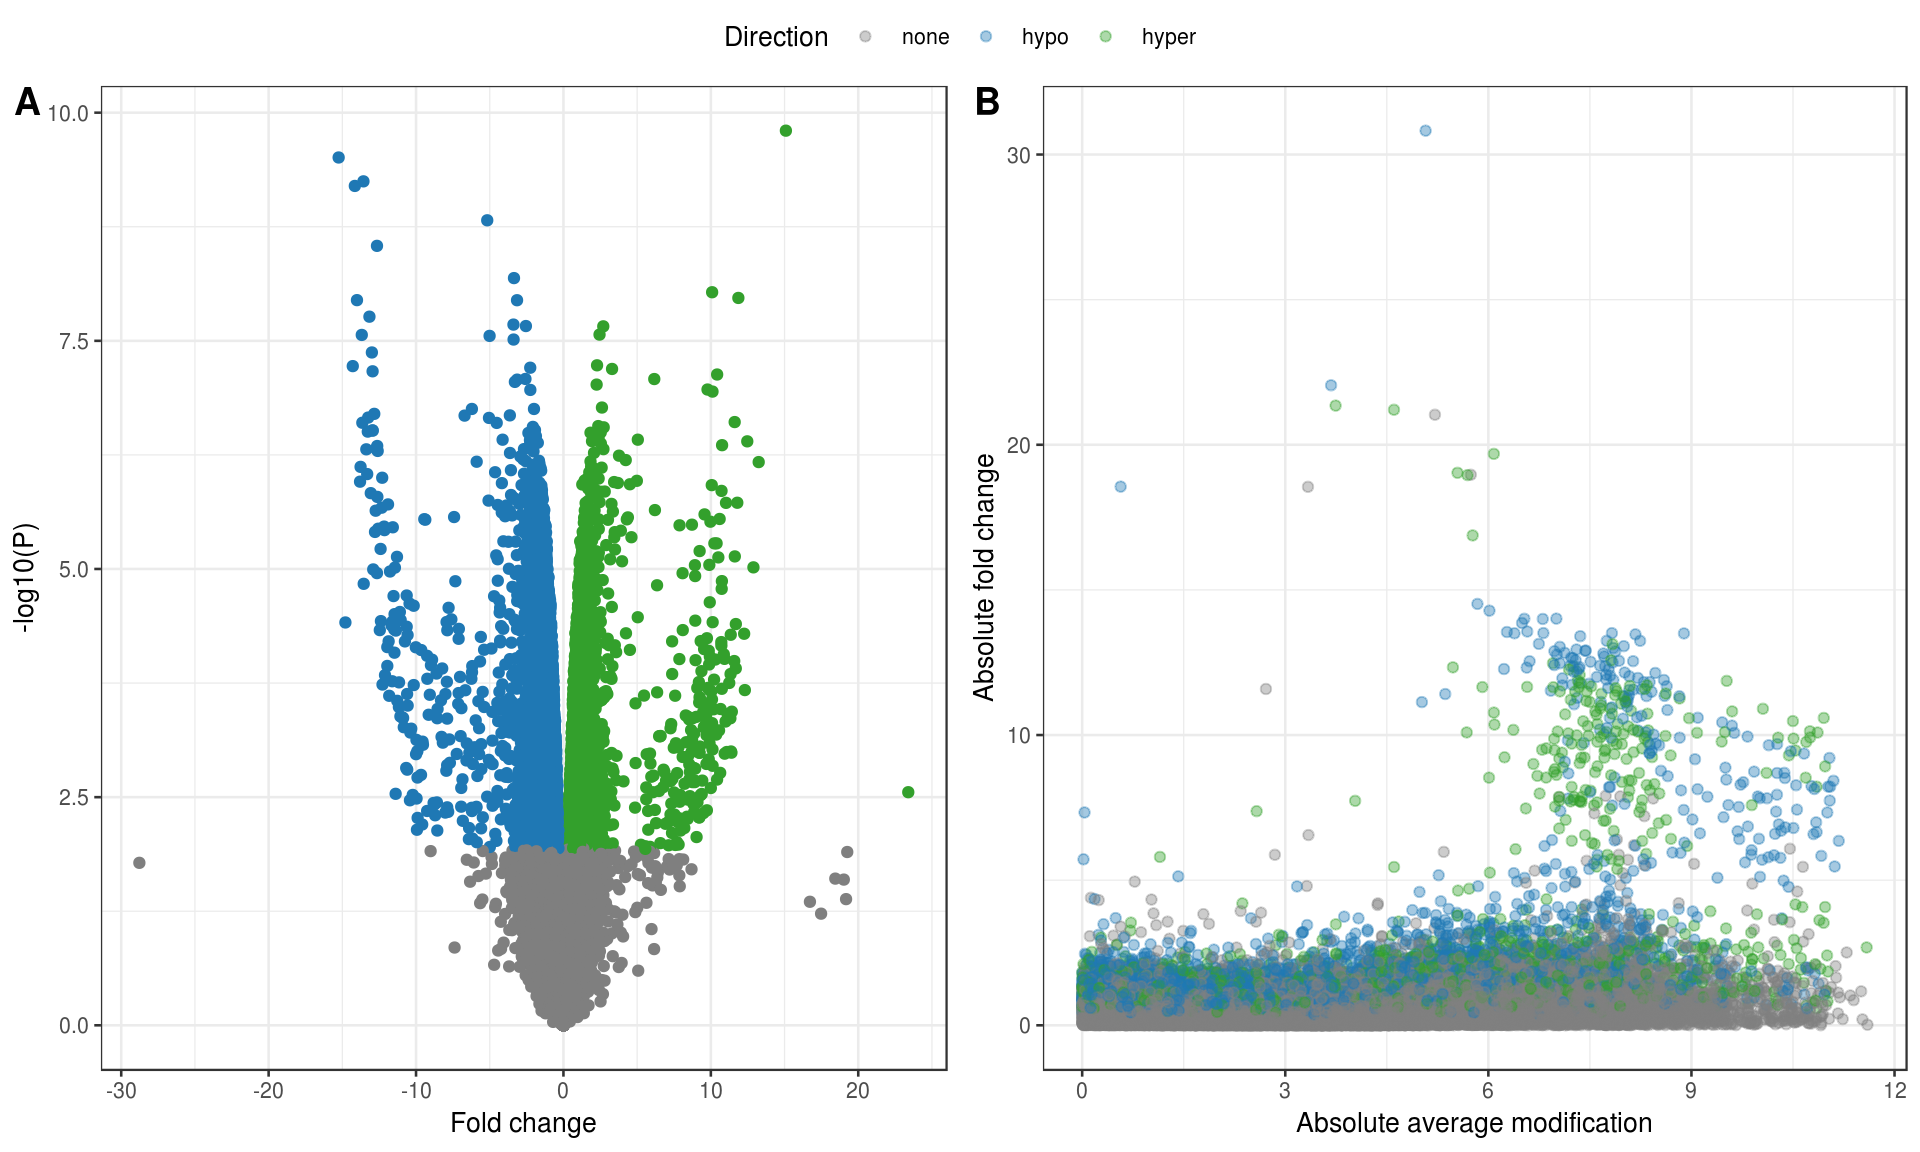 Direction none hypo hyper
A
10.0
7.5
5.0
2.5
0.0
-log10(P)
-30 -20 -10 0 10 20
Fold change
B
30
20
10
0
Absolute fold change
0 3 6 9 12
Absolute average modification